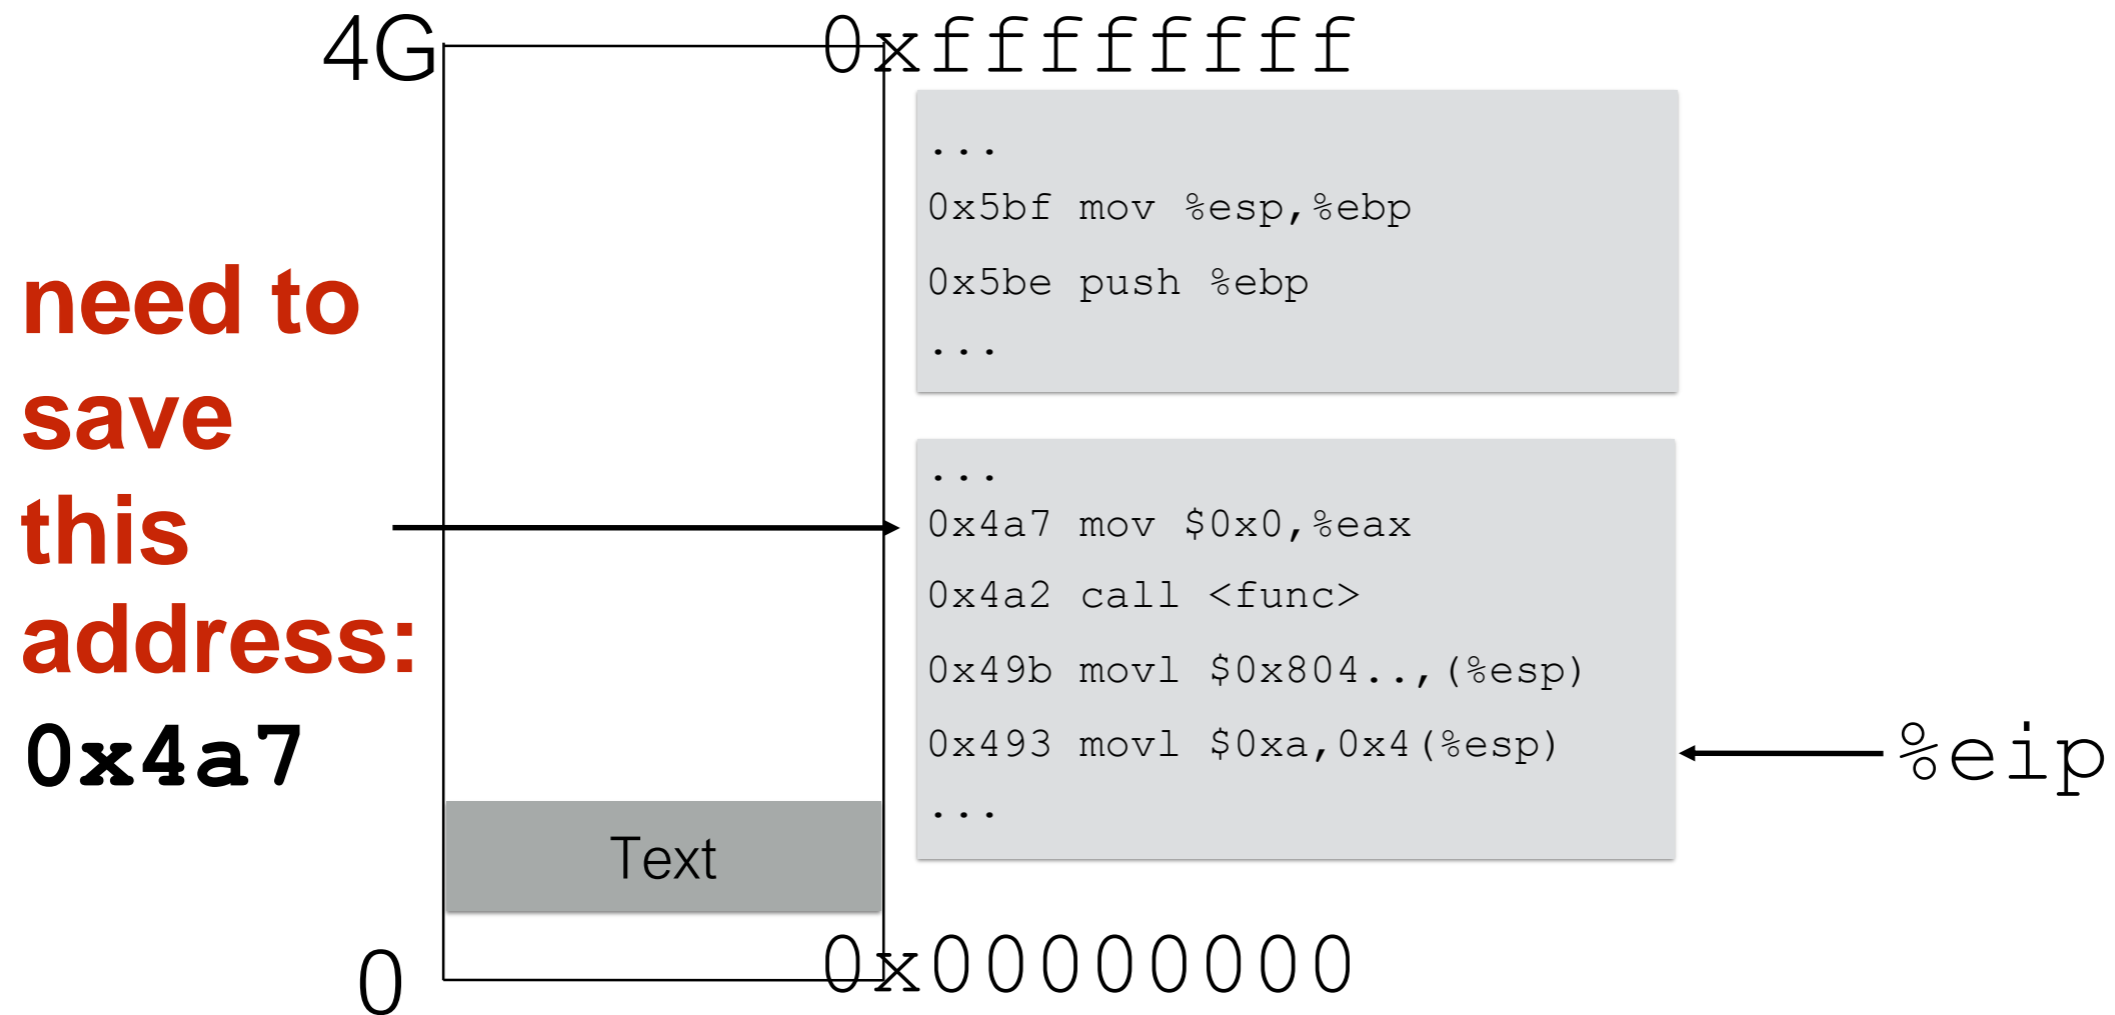 4G
0xffffffff
...
0x5bf mov %esp,%ebp
0x5be push %ebp
...
need to
save
this
address:
0x4a7
...
0x4a7 mov $0x0,%eax
0x4a2 call <func>
0x49b movl $0x804..,(%esp)
0x493 movl $0xa,0x4(%esp)
...
%eip
Text
0
0x00000000